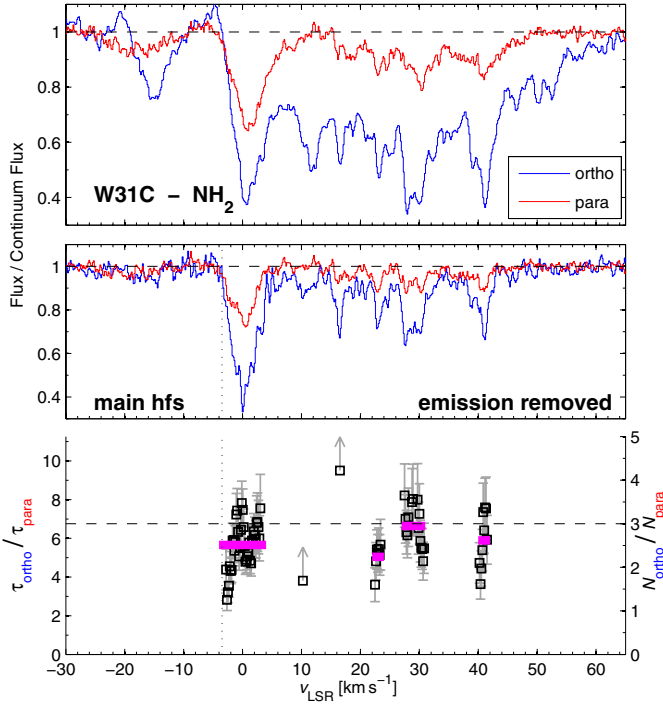 1
0.8
0.6
0.4
W31C – NH2
ortho
para
Flux / Continuum Flux
1
0.8
0.6
0.4
main hfs
emission removed
10
8
6
4
2
0
τortho / τpara
5
4
3
2
1
0
Northo / Npara
−30 −20 −10 0 10 20 30 40 50 60
vLSR [km s−1]